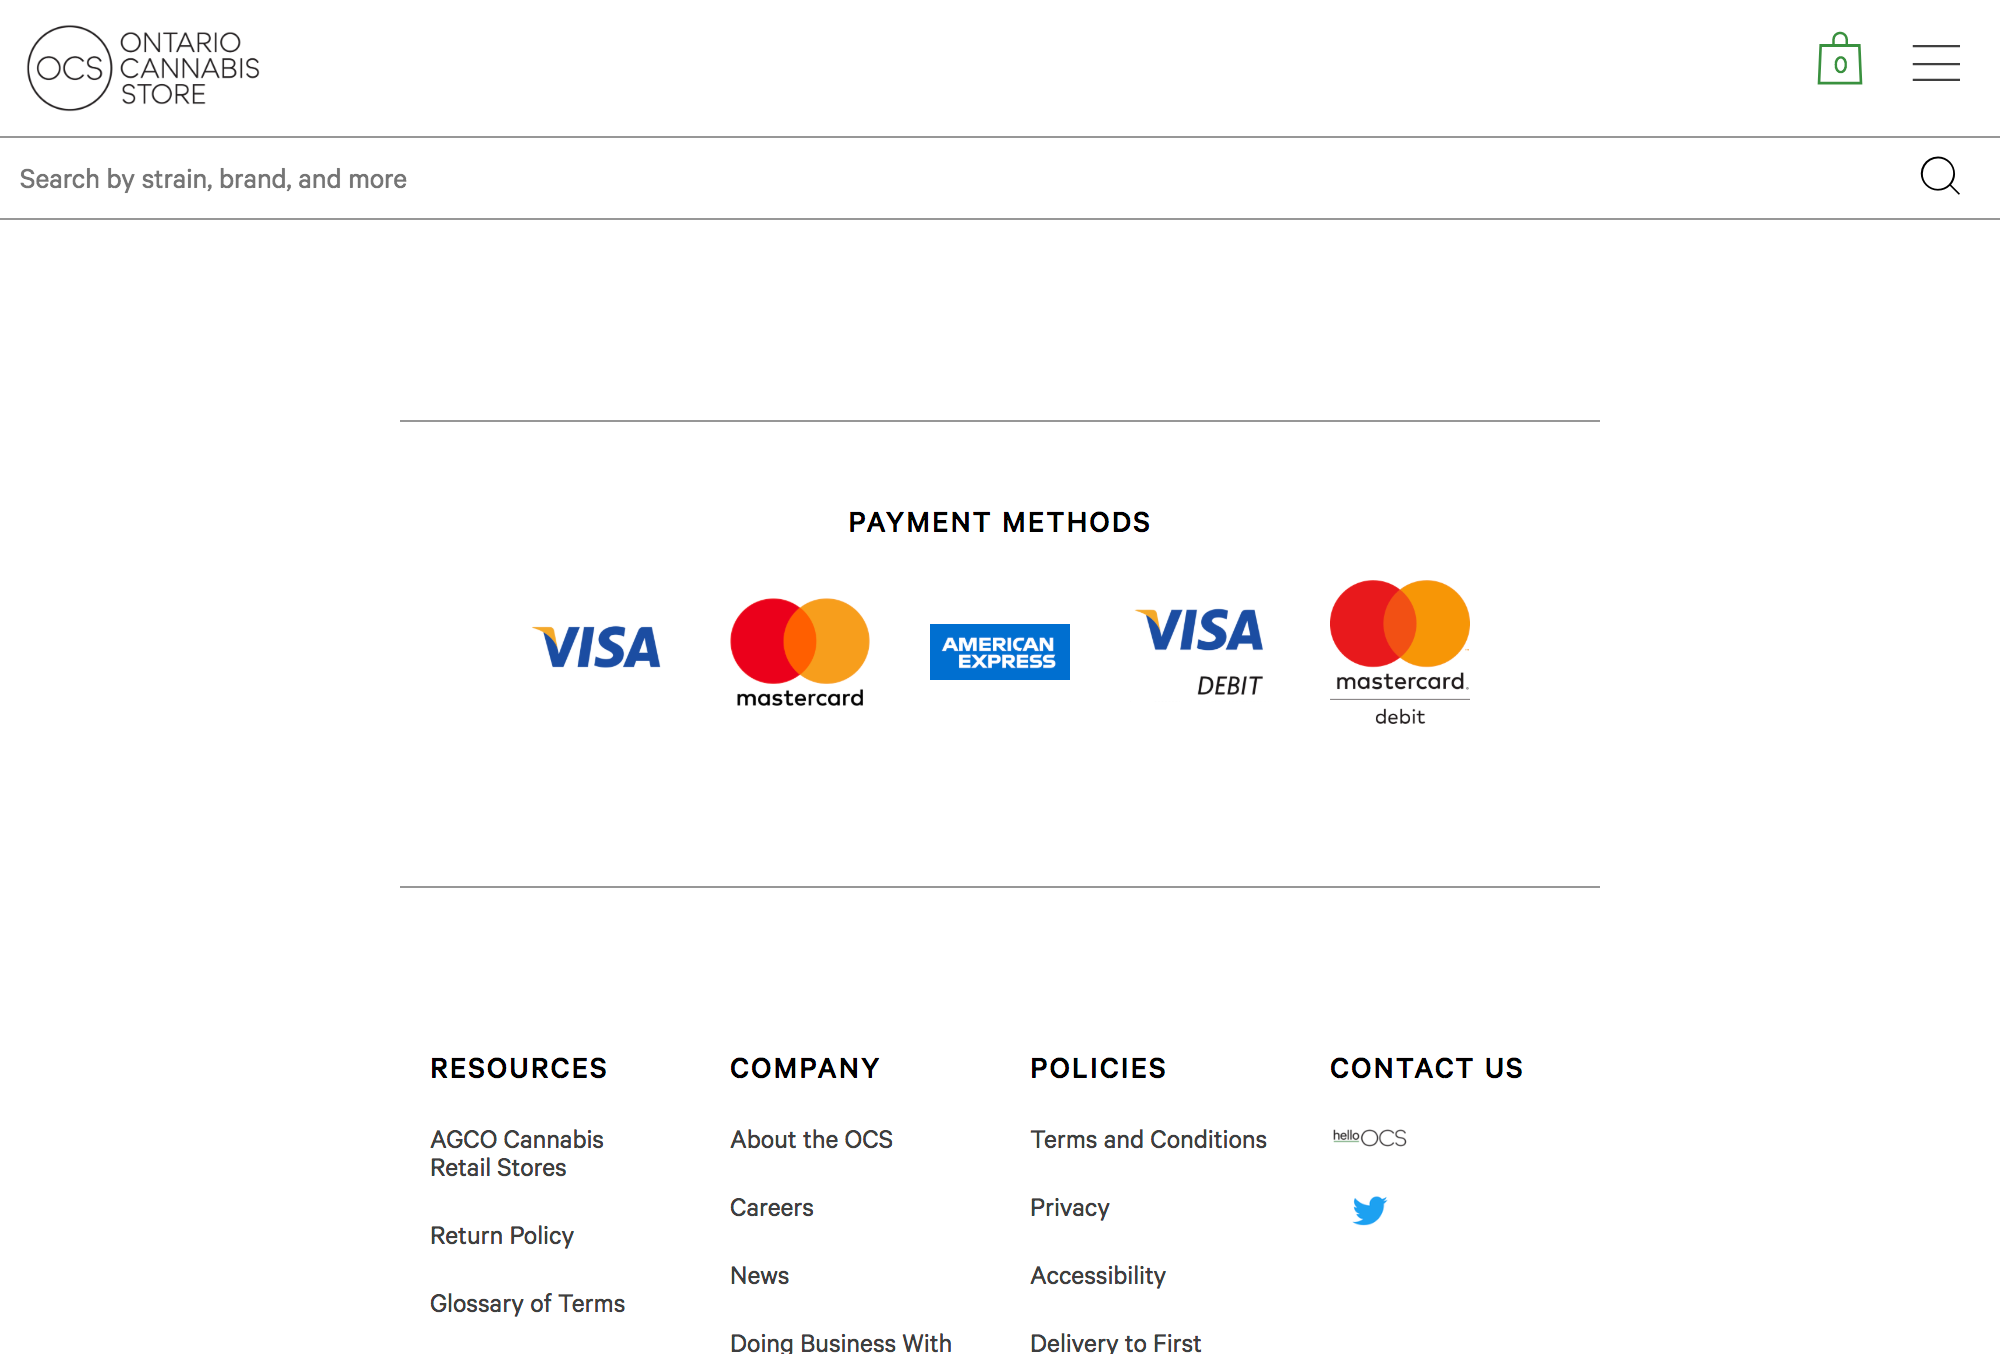 OCS
ONTARIO
CANNABIS
STORE
0
Search by strain, brand, and more
PAYMENT METHODS
VISA
mastercard
AMERICAN
EXPRESS
VISA
DEBIT
mastercard.
debit
RESOURCES
AGCO Cannabis
Retail Stores
Return Policy
Glossary of Terms
COMPANY
About the OCS
Careers
News
Doing Business With
POLICIES
Terms and Conditions
Privacy
Accessibility
Delivery to First
CONTACT US
hello OCS